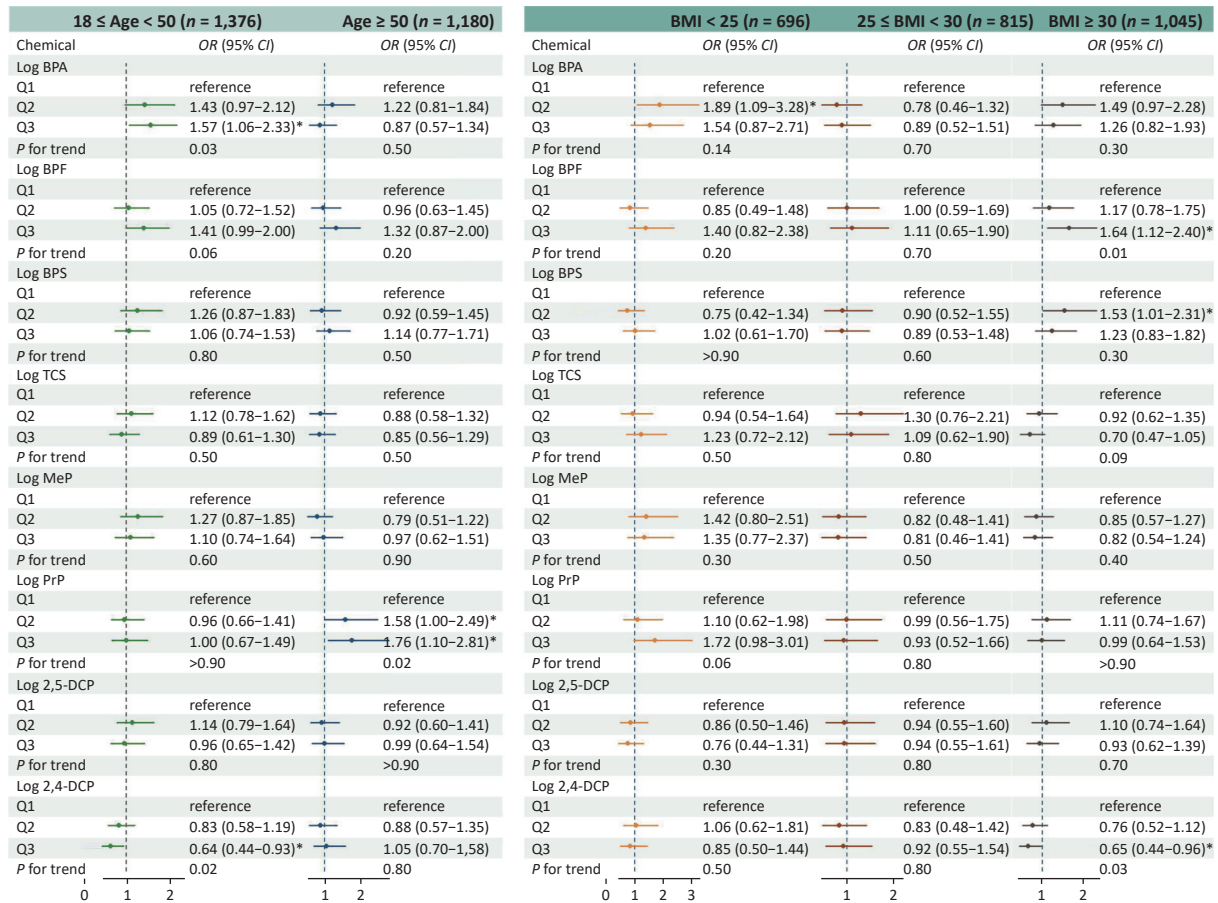 18 ≤ Age < 50 (n = 1,376) Age ≥ 50 (n = 1,180) BMI < 25 (n = 696) 25 ≤ BMI < 30 (n = 815) BMI ≥ 30 (n = 1,045)
Chemical OR (95% CI) OR (95% CI) Chemical OR (95% CI) OR (95% CI) OR (95% CI)
Log BPA Log BPA
Q1 reference reference Q1 reference reference reference
Q2 1.43 (0.97−2.12) 1.22 (0.81−1.84) Q2 1.89 (1.09−3.28)* 0.78 (0.46−1.32) 1.49 (0.97−2.28)
Q3 1.57 (1.06−2.33)* 0.87 (0.57−1.34) Q3 1.54 (0.87−2.71) 0.89 (0.52−1.51) 1.26 (0.82−1.93)
P for trend 0.03 0.50 P for trend 0.14 0.70 0.30
Log BPF Log BPF
Q1 reference reference Q1 reference reference reference
Q2 1.05 (0.72−1.52) 0.96 (0.63−1.45) Q2 0.85 (0.49−1.48) 1.00 (0.59−1.69) 1.17 (0.78−1.75)
Q3 1.41 (0.99−2.00) 1.32 (0.87−2.00) Q3 1.40 (0.82−2.38) 1.11 (0.65−1.90) 1.64 (1.12−2.40)*
P for trend 0.06 0.20 P for trend 0.20 0.70 0.01
Log BPS Log BPS
Q1 reference reference Q1 reference reference reference
Q2 1.26 (0.87−1.83) 0.92 (0.59−1.45) Q2 0.75 (0.42−1.34) 0.90 (0.52−1.55) 1.53 (1.01−2.31)*
Q3 1.06 (0.74−1.53) 1.14 (0.77−1.71) Q3 1.02 (0.61−1.70) 0.89 (0.53−1.48) 1.23 (0.83−1.82)
P for trend 0.80 0.50 P for trend >0.90 0.60 0.30
Log TCS Log TCS
Q1 reference reference Q1 reference reference reference
Q2 1.12 (0.78−1.62) 0.88 (0.58−1.32) Q2 0.94 (0.54−1.64) 1.30 (0.76−2.21) 0.92 (0.62−1.35)
Q3 0.89 (0.61−1.30) 0.85 (0.56−1.29) Q3 1.23 (0.72−2.12) 1.09 (0.62−1.90) 0.70 (0.47−1.05)
P for trend 0.50 0.50 P for trend 0.50 0.80 0.09
Log MeP Log MeP
Q1 reference reference Q1 reference reference reference
Q2 1.27 (0.87−1.85) 0.79 (0.51−1.22) Q2 1.42 (0.80−2.51) 0.82 (0.48−1.41) 0.85 (0.57−1.27)
Q3 1.10 (0.74−1.64) 0.97 (0.62−1.51) Q3 1.35 (0.77−2.37) 0.81 (0.46−1.41) 0.82 (0.54−1.24)
P for trend 0.60 0.90 P for trend 0.30 0.50 0.40
Log PrP Log PrP
Q1 reference reference Q1 reference reference reference
Q2 0.96 (0.66−1.41) 1.58 (1.00−2.49)* Q2 1.10 (0.62−1.98) 0.99 (0.56−1.75) 1.11 (0.74−1.67)
Q3 1.00 (0.67−1.49) 1.76 (1.10−2.81)* Q3 1.72 (0.98−3.01) 0.93 (0.52−1.66) 0.99 (0.64−1.53)
P for trend >0.90 0.02 P for trend 0.06 0.80 >0.90
Log 2,5-DCP Log 2,5-DCP
Q1 reference reference Q1 reference reference reference
Q2 1.14 (0.79−1.64) 0.92 (0.60−1.41) Q2 0.86 (0.50−1.46) 0.94 (0.55−1.60) 1.10 (0.74−1.64)
Q3 0.96 (0.65−1.42) 0.99 (0.64−1.54) Q3 0.76 (0.44−1.31) 0.94 (0.55−1.61) 0.93 (0.62−1.39)
P for trend 0.80 >0.90 P for trend 0.30 0.80 0.70
Log 2,4-DCP Log 2,4-DCP
Q1 reference reference Q1 reference reference reference
Q2 0.83 (0.58−1.19) 0.88 (0.57−1.35) Q2 1.06 (0.62−1.81) 0.83 (0.48−1.42) 0.76 (0.52−1.12)
Q3 0.64 (0.44−0.93)* 1.05 (0.70−1,58) Q3 0.85 (0.50−1.44) 0.92 (0.55−1.54) 0.65 (0.44−0.96)*
P for trend 0.02 0.80 P for trend 0.50 0.80 0.03
0 1 2 1 2 0 1 2 3 1 2 1 2